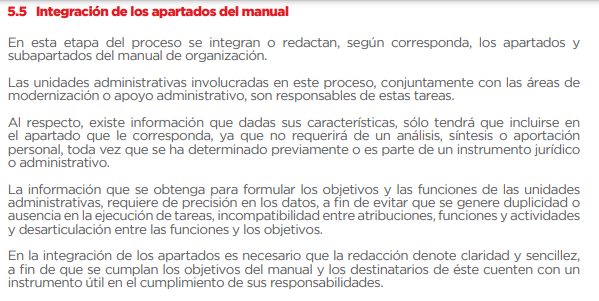 5.5 Integración de los apartados del manual
En esta etapa del proceso se integran o redactan, según corresponda, los apartados y
subapartados del manual de organización.
Las unidades administrativas involucradas en este proceso, conjuntamente con las áreas de
modernización o apoyo administrativo, son responsables de estas tareas.
Al respecto, existe información que dadas sus características, sólo tendrá que incluirse en
el apartado que le corresponda, ya que no requerirá de un análisis, síntesis o aportación
personal, toda vez que se ha determinado previamente o es parte de un instrumento jurídico
o administrativo.
La información que se obtenga para formular los objetivos y las funciones de las unidades
administrativas, requiere de precisión en los datos, a fin de evitar que se genere duplicidad o
ausencia en la ejecución de tareas, incompatibilidad entre atribuciones, funciones y actividades
y desarticulación entre las funciones y los objetivos.
En la integración de los apartados es necesario que la redacción denote claridad y sencillez,
a fin de que se cumplan los objetivos del manual y los destinatarios de éste cuenten con un
instrumento útil en el cumplimiento de sus responsabilidades.